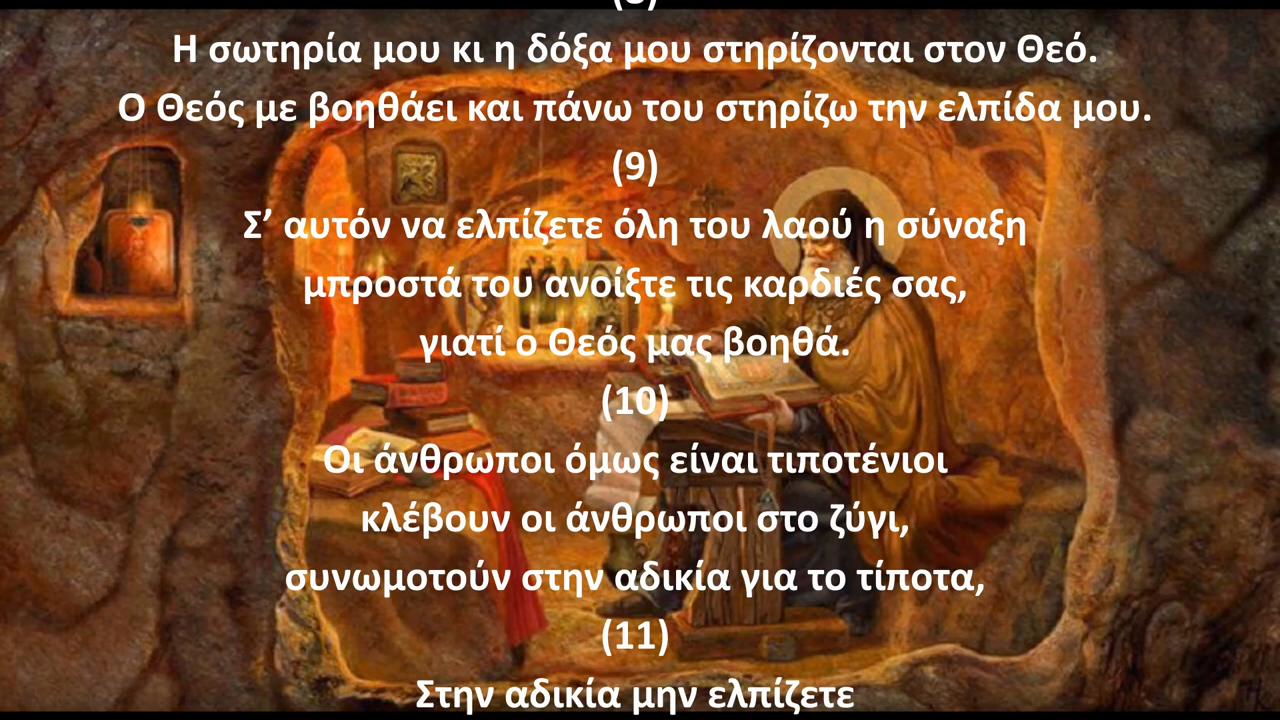 Η σωτηρία μου κι η δόξα μου στηρίζονται στον Θεό.
Ο Θεός με βοηθάει και πάνω του στηρίζω την ελπίδα μου.
(9)
Σ’ αυτόν να ελπίζετε όλη του λαού η σύναξη
μπροστά του ανοίξτε τις καρδιές σας,
γιατί ο Θεός μας βοηθά.
(10)
Οι άνθρωποι όμως είναι τιποτένιοι
κλέβουν οι άνθρωποι στο ζύγι,
συνωμοτούν στην αδικία για το τίποτα,
(11)
Στην αδικία μην ελπίζετε